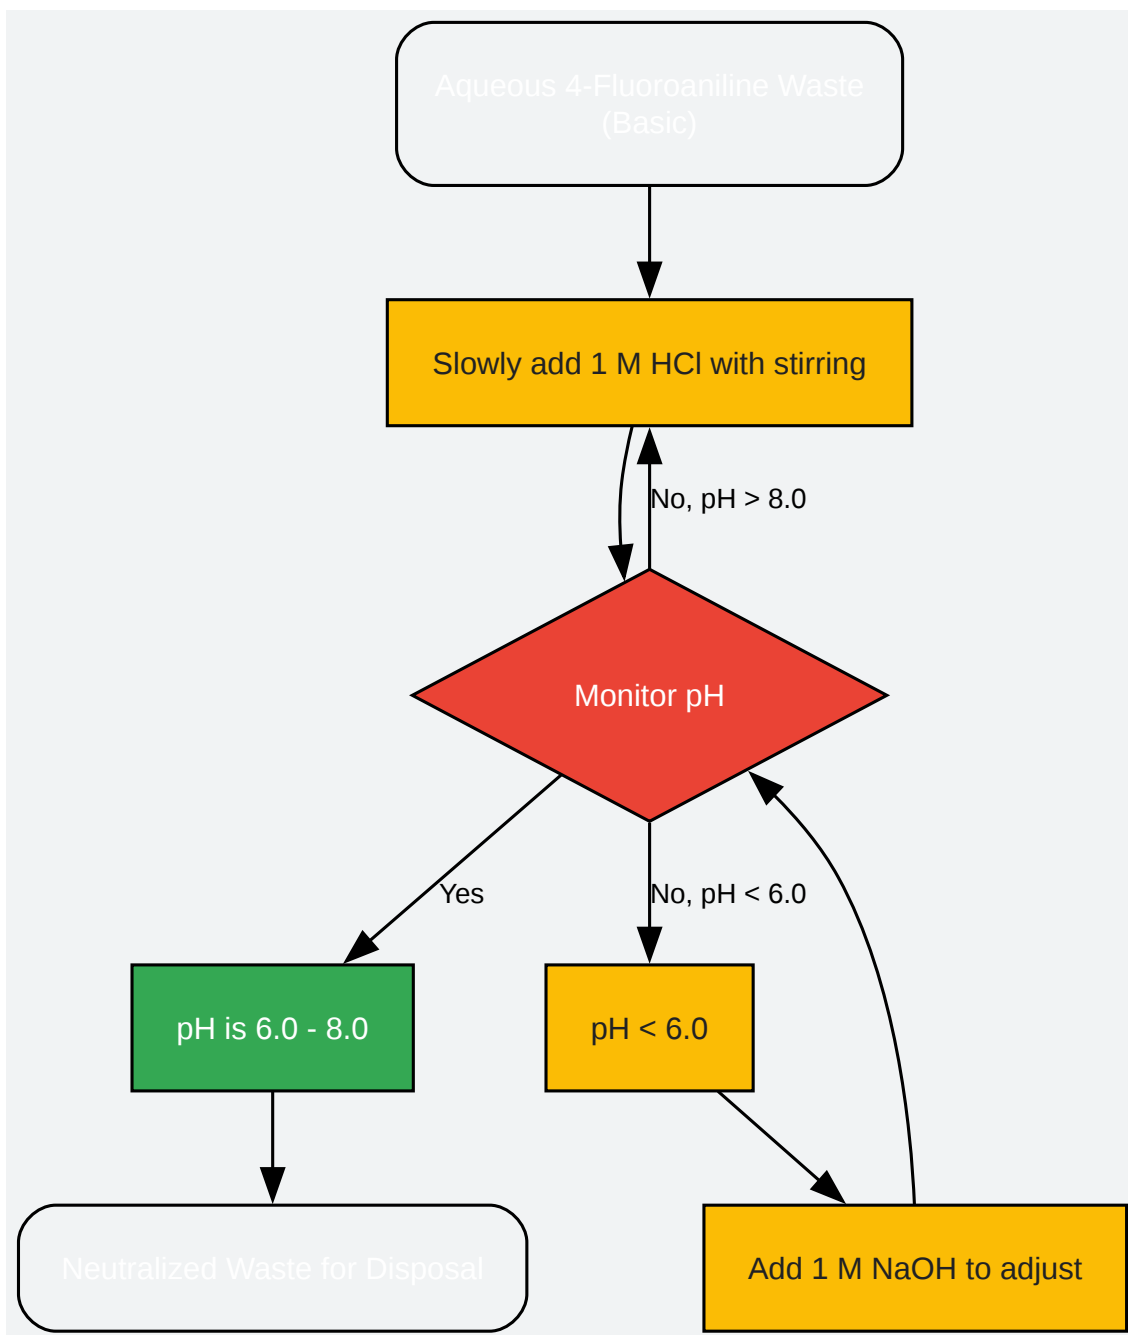 Aqueous 4-Fluoroaniline Waste
(Basic)
Slowly add 1 M HCl with stirring
No, pH > 8.0
Monitor pH
Yes
No, pH < 6.0
pH is 6.0 - 8.0
pH < 6.0
Neutralized Waste for Disposal
Add 1 M NaOH to adjust